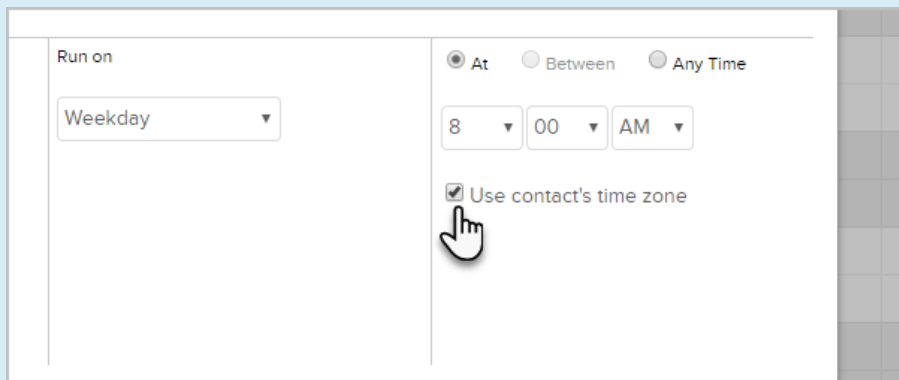 Run on
At Between Any Time
Weekday
8 00 AM
Use contact's time zone